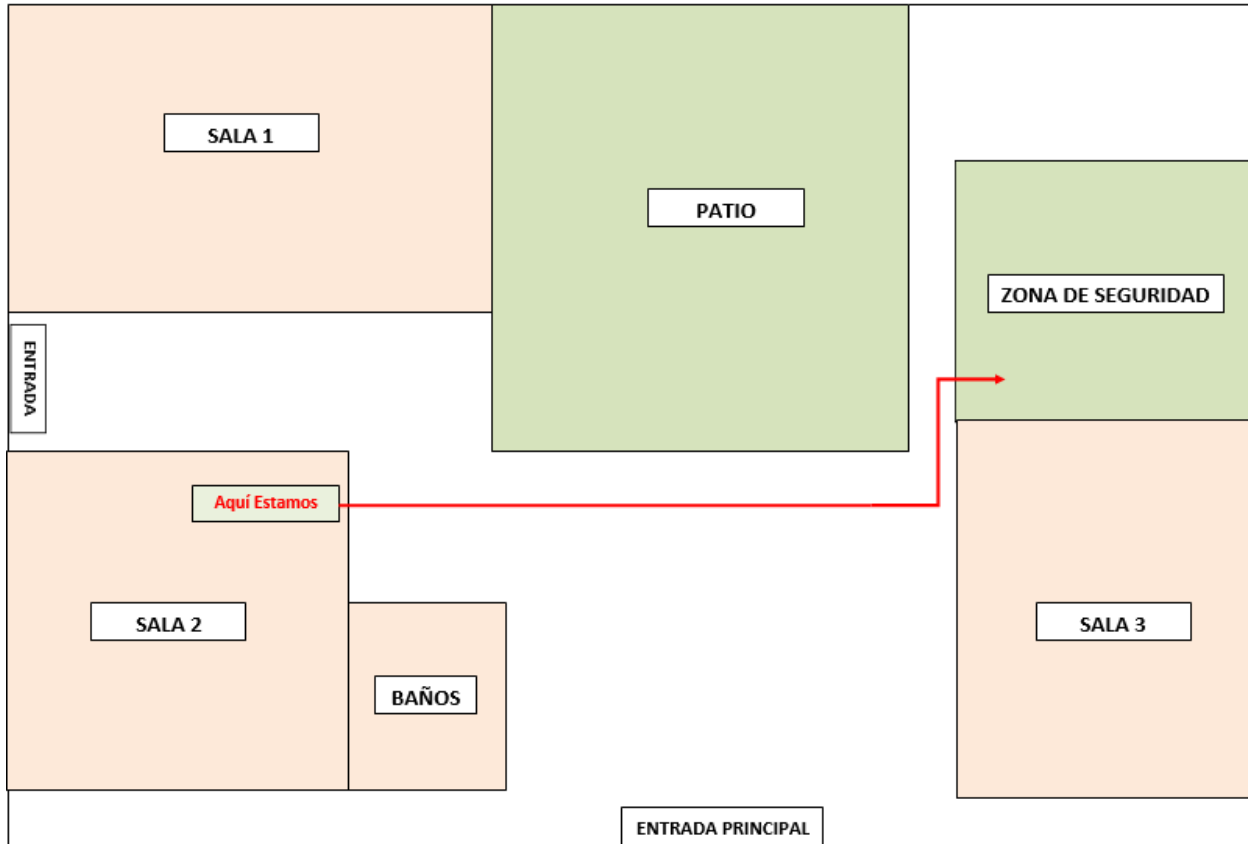 SALA 1
PATIO
ZONA DE SEGURIDAD
ENTRADA
Aquí Estamos
SALA 2
SALA 3
BAÑOS
ENTRADA PRINCIPAL